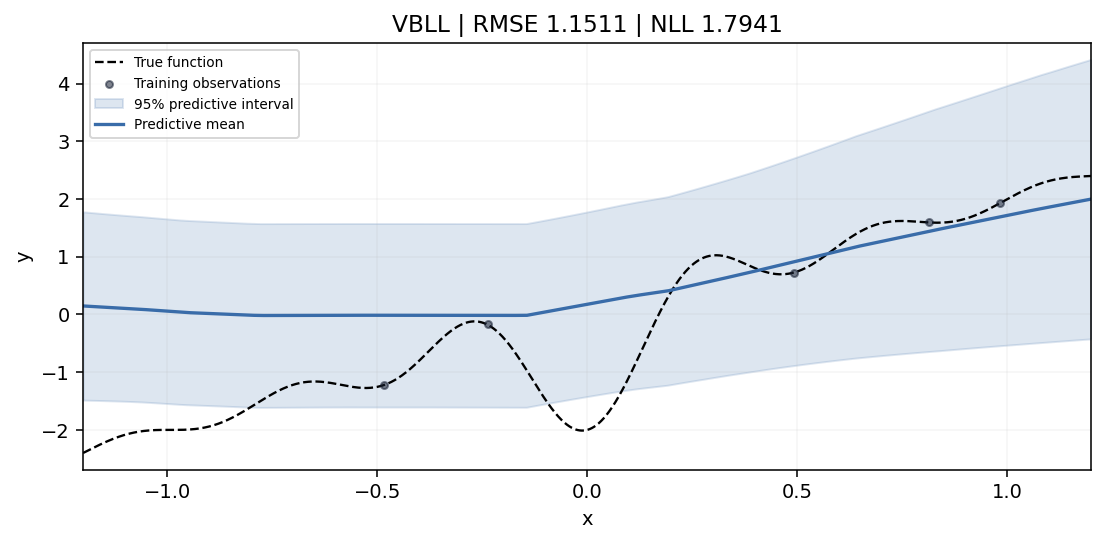 VBLL | RMSE 1.1511 | NLL 1.7941
True function
Training observations
95% predictive interval
Predictive mean
4
3
2
1
0
−1
−2
y
−1.0
−0.5
0.0
0.5
1.0
x